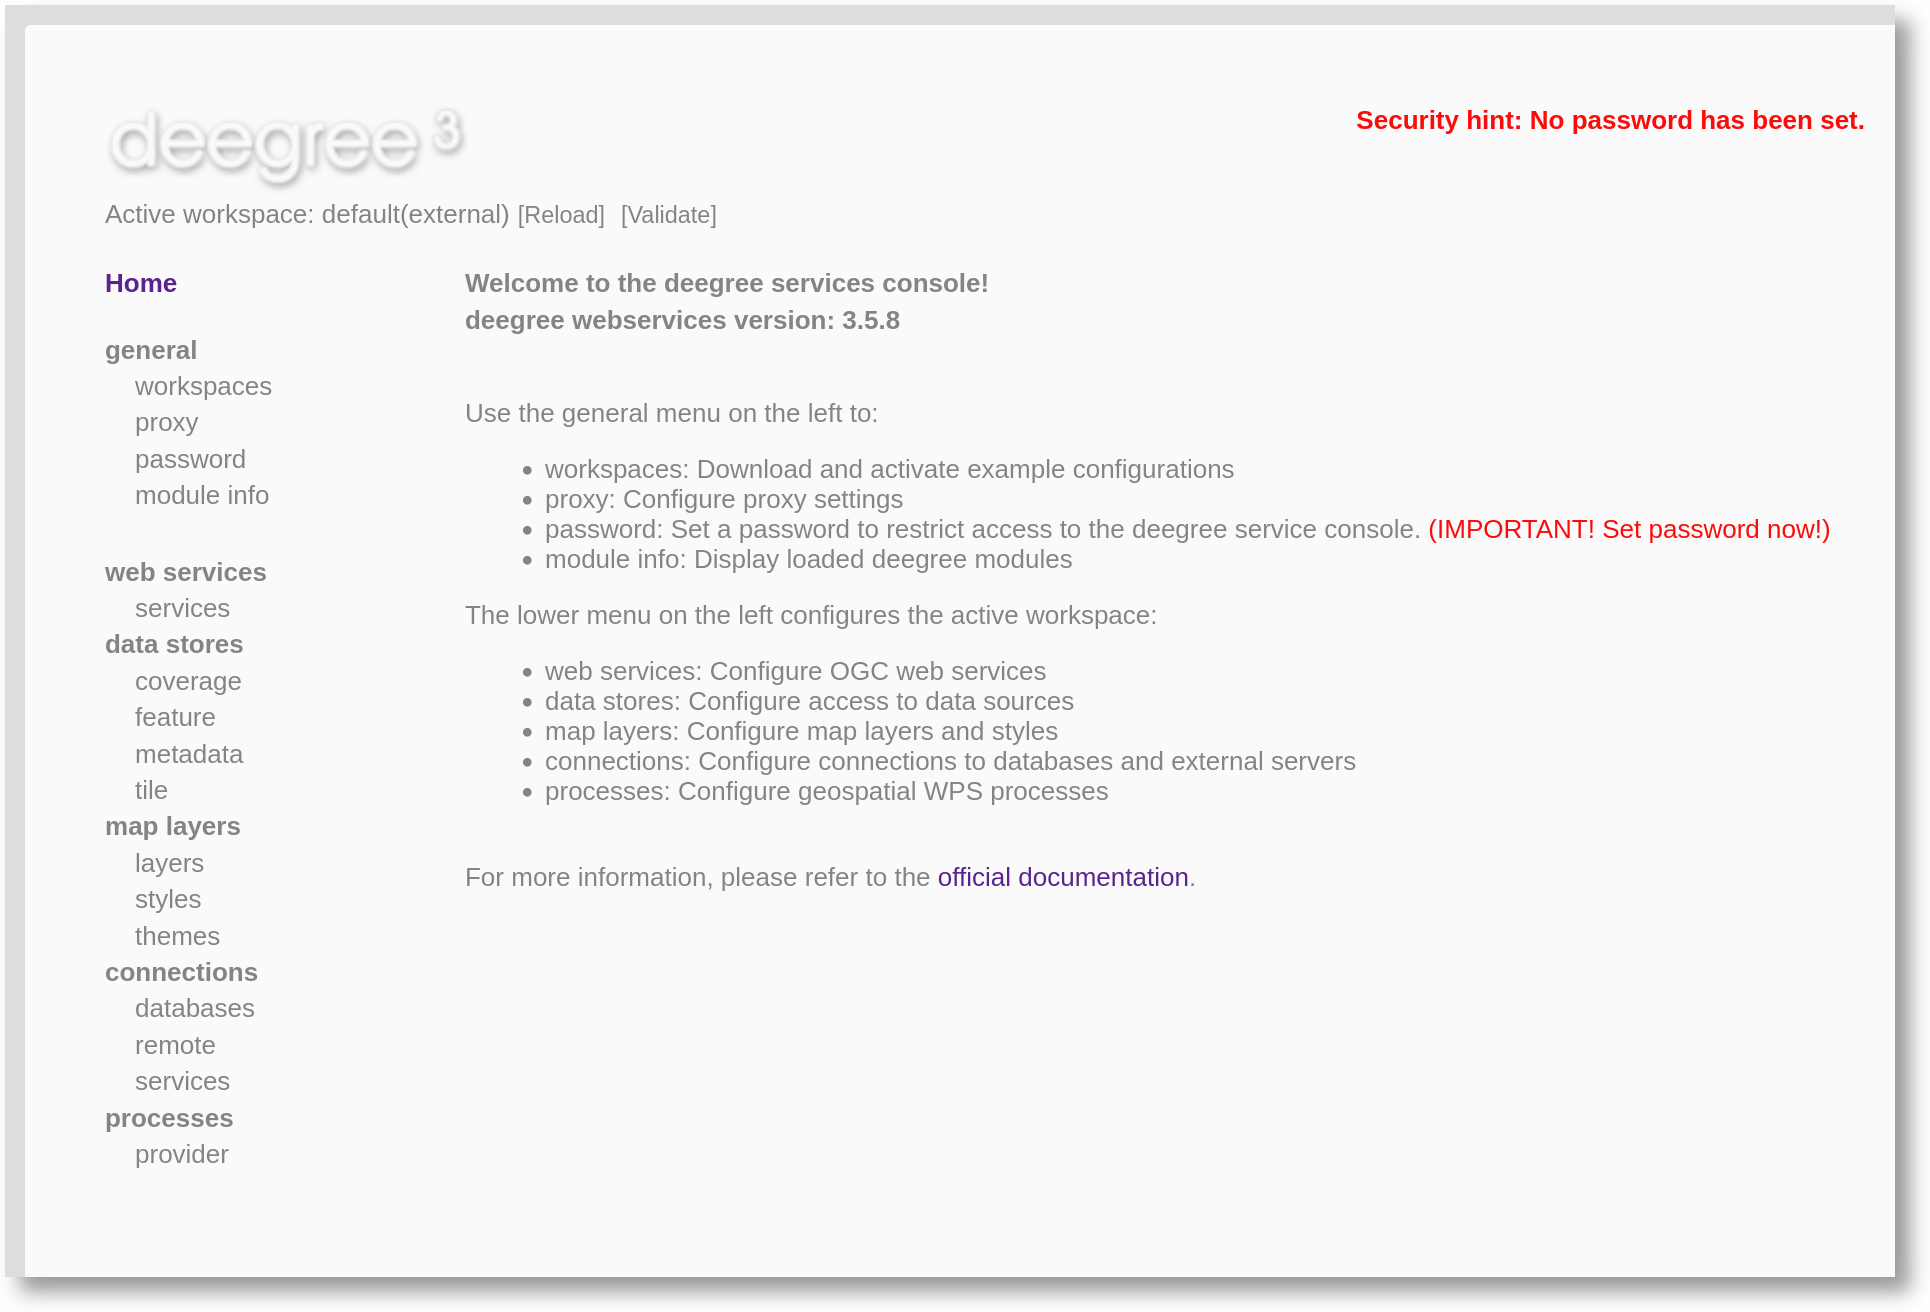 deegree 3
Security hint: No password has been set.
Active workspace: default(external) [Reload] [Validate]
Home
general
workspaces
proxy
password
module info
web services
services
data stores
coverage
feature
metadata
tile
map layers
layers
styles
themes
connections
databases
remote
services
processes
provider
Welcome to the deegree services console!
deegree webservices version: 3.5.8
Use the general menu on the left to:
• workspaces: Download and activate example configurations
• proxy: Configure proxy settings
• password: Set a password to restrict access to the deegree service console. (IMPORTANT! Set password now!)
• module info: Display loaded deegree modules
The lower menu on the left configures the active workspace:
• web services: Configure OGC web services
• data stores: Configure access to data sources
• map layers: Configure map layers and styles
• connections: Configure connections to databases and external servers
• processes: Configure geospatial WPS processes
For more information, please refer to the official documentation.